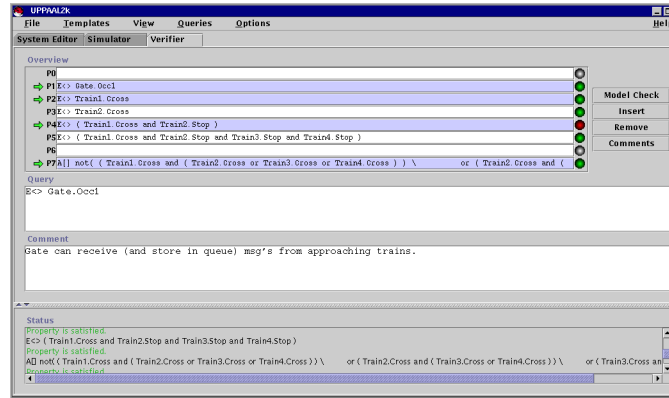 UPPAAL2k
File Templates View Queries Options Help
System Editor Simulator Verifier
Overview
P0
P1 E<> Gate.Occ1
P2 E<> Train1.Cross
P3 E<> Train2.Cross
P4 E<> ( Train1.Cross and Train2.Stop )
P5 E<> ( Train1.Cross and Train2.Stop and Train3.Stop and Train4.Stop )
P6
P7 A[] not( ( Train1.Cross and ( Train2.Cross or Train3.Cross or Train4.Cross ) ) \ or ( Train2.Cross and (
Model Check
Insert
Remove
Comments
Query
E<> Gate.Occ1
Comment
Gate can receive (and store in queue) msg's from approaching trains.
Status
Property is satisfied.
E<> ( Train1.Cross and Train2.Stop and Train3.Stop and Train4.Stop )
Property is satisfied.
A[] not( ( Train1.Cross and ( Train2.Cross or Train3.Cross or Train4.Cross ) ) \ or ( Train2.Cross and ( Train3.Cross or Train4.Cross ) ) \ or ( Train3.Cross an
Property is satisfied.